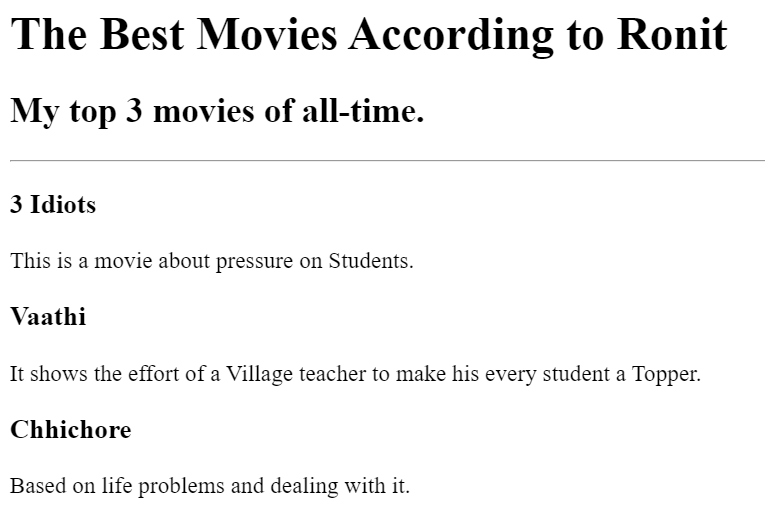 The Best Movies According to Ronit
My top 3 movies of all-time.
3 Idiots
This is a movie about pressure on Students.
Vaathi
It shows the effort of a Village teacher to make his every student a Topper.
Chhichore
Based on life problems and dealing with it.